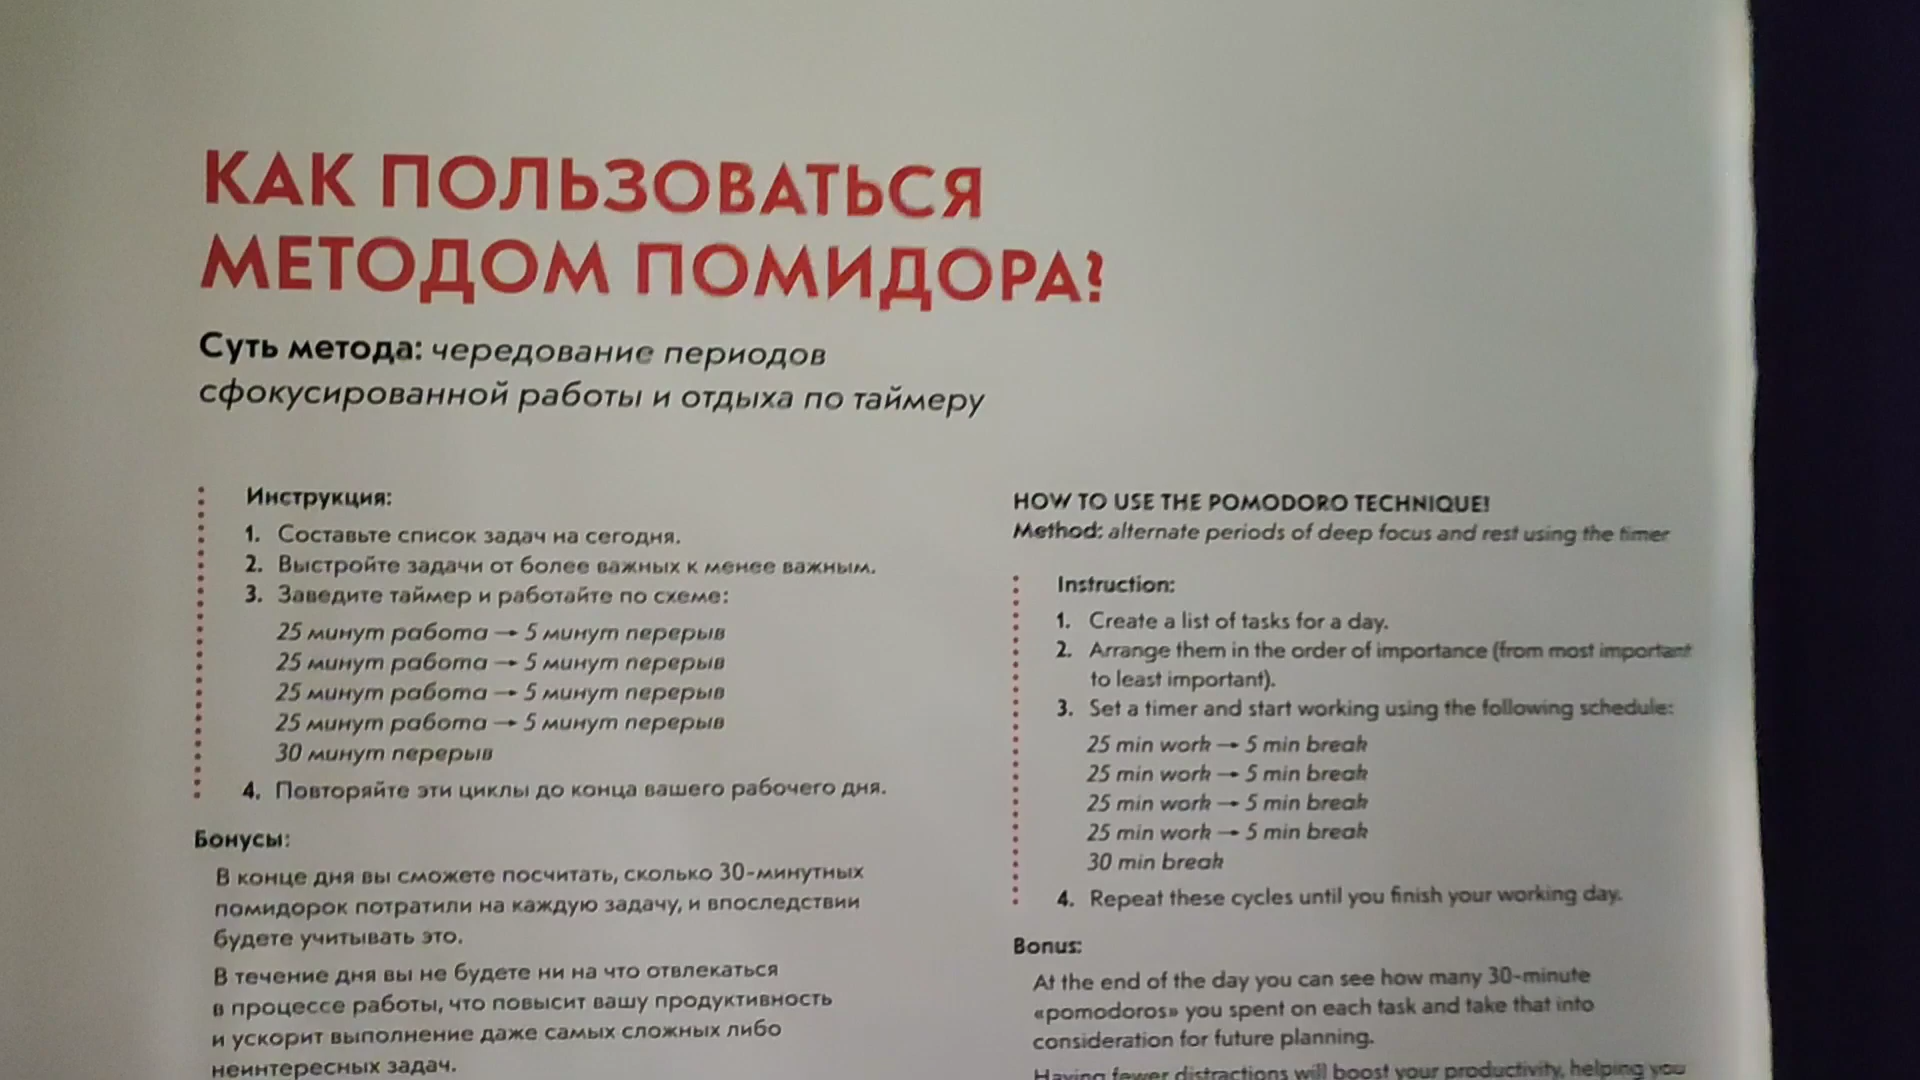 КАК ПОЛЬЗОВАТЬСЯ
МЕТОДОМ ПОМИДОРА?
Суть метода: чередование периодов
сфокусированной работы и отдыха по таймеру
Инструкция:
1. Составьте список задач на сегодня.
2. Выстройте задачи от более важных к менее важным.
3. Заведите таймер и работайте по схеме:
25 минут работа → 5 минут перерыв
25 минут работа → 5 минут перерыв
25 минут работа → 5 минут перерыв
25 минут работа → 5 минут перерыв
30 минут перерыв
4. Повторяйте эти циклы до конца вашего рабочего дня.
Бонусы:
В конце дня вы сможете посчитать, сколько 30-минутных
помидорок потратили на каждую задачу, и впоследствии
будете учитывать это.
В течение дня вы не будете ни на что отвлекаться
в процессе работы, что повысит вашу продуктивность
и ускорит выполнение даже самых сложных либо
неинтересных задач.
HOW TO USE THE POMODORO TECHNIQUE!
Method: alternate periods of deep focus and rest using the timer
Instruction:
1. Create a list of tasks for a day.
2. Arrange them in the order of importance (from most important
to least important).
3. Set a timer and start working using the following schedule:
25 min work → 5 min break
25 min work → 5 min break
25 min work → 5 min break
25 min work → 5 min break
30 min break
4. Repeat these cycles until you finish your working day.
Bonus:
At the end of the day you can see how many 30-minute
«pomodoros» you spent on each task and take that into
consideration for future planning.
Having fewer distractions will boost your productivity, helping you